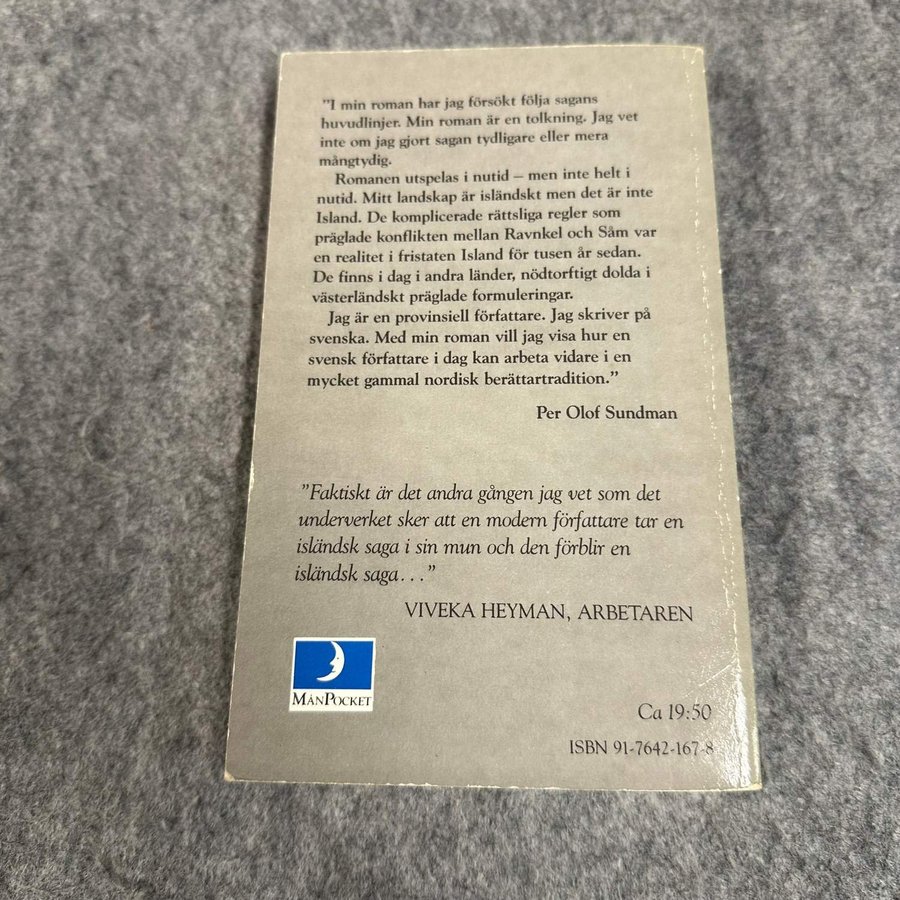 ”I min roman har jag försökt följa sagans
huvudlinjer. Min roman är en tolkning. Jag vet
inte om jag gjort sagan tydligare eller mera
mångtydig.
Romanen utspelas i nutid – men inte helt i
nutid. Mitt landskap är isländskt men det är inte
Island. De komplicerade rättsliga regler som
präglade konflikten mellan Ravnkel och Såm var
en realitet i fristaten Island för tusen år sedan.
De finns i dag i andra länder, nödtorftigt dolda i
västerländskt präglade formuleringar.
Jag är en provinsiell författare. Jag skriver på
svenska. Med min roman vill jag visa hur en
svensk författare i dag kan arbeta vidare i en
mycket gammal nordisk berättartradition.”
Per Olof Sundman
”Faktiskt är det andra gången jag vet som det
underverket sker att en modern författare tar en
isländsk saga i sin mun och den förblir en
isländsk saga...”
VIVEKA HEYMAN, ARBETAREN
MÅNPOCKET
Ca 19:50
ISBN 91-7642-167-8